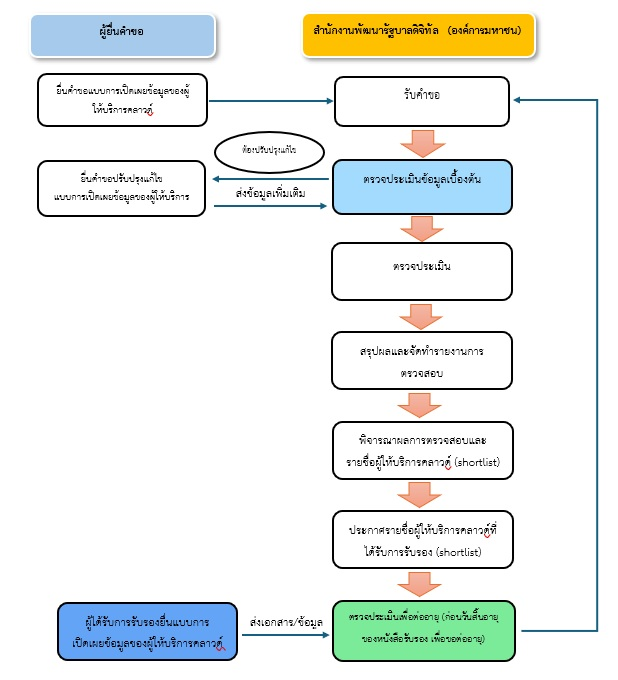 ผู้ยื่นคำขอ
สำนักงานพัฒนารัฐบาลดิจิทัล (องค์การมหาชน)
ยื่นคำขอแบบการเปิดเผยข้อมูลของผู้
ให้บริการคลาวด์
รับคำขอ
ต้องปรับปรุงแก้ไข
ยื่นคำขอปรับปรุงแก้ไข
แบบการเปิดเผยข้อมูลของผู้ให้บริการ
ส่งข้อมูลเพิ่มเติม
ตรวจประเมินข้อมูลเบื้องต้น
ตรวจประเมิน
สรุปผลและจัดทำรายงานการ
ตรวจสอบ
พิจารณาผลการตรวจสอบและ
รายชื่อผู้ให้บริการคลาวด์ (shortlist)
ประกาศรายชื่อผู้ให้บริการคลาวด์ที่
ได้รับการรับรอง (shortlist)
ผู้ได้รับการรับรองยื่นแบบการ
เปิดเผยข้อมูลของผู้ให้บริการคลาวด์
ส่งเอกสาร/ข้อมูล
ตรวจประเมินเพื่อต่ออายุ (ก่อนวันสิ้นอายุ
ของหนังสือรับรอง เพื่อขอต่ออายุ)